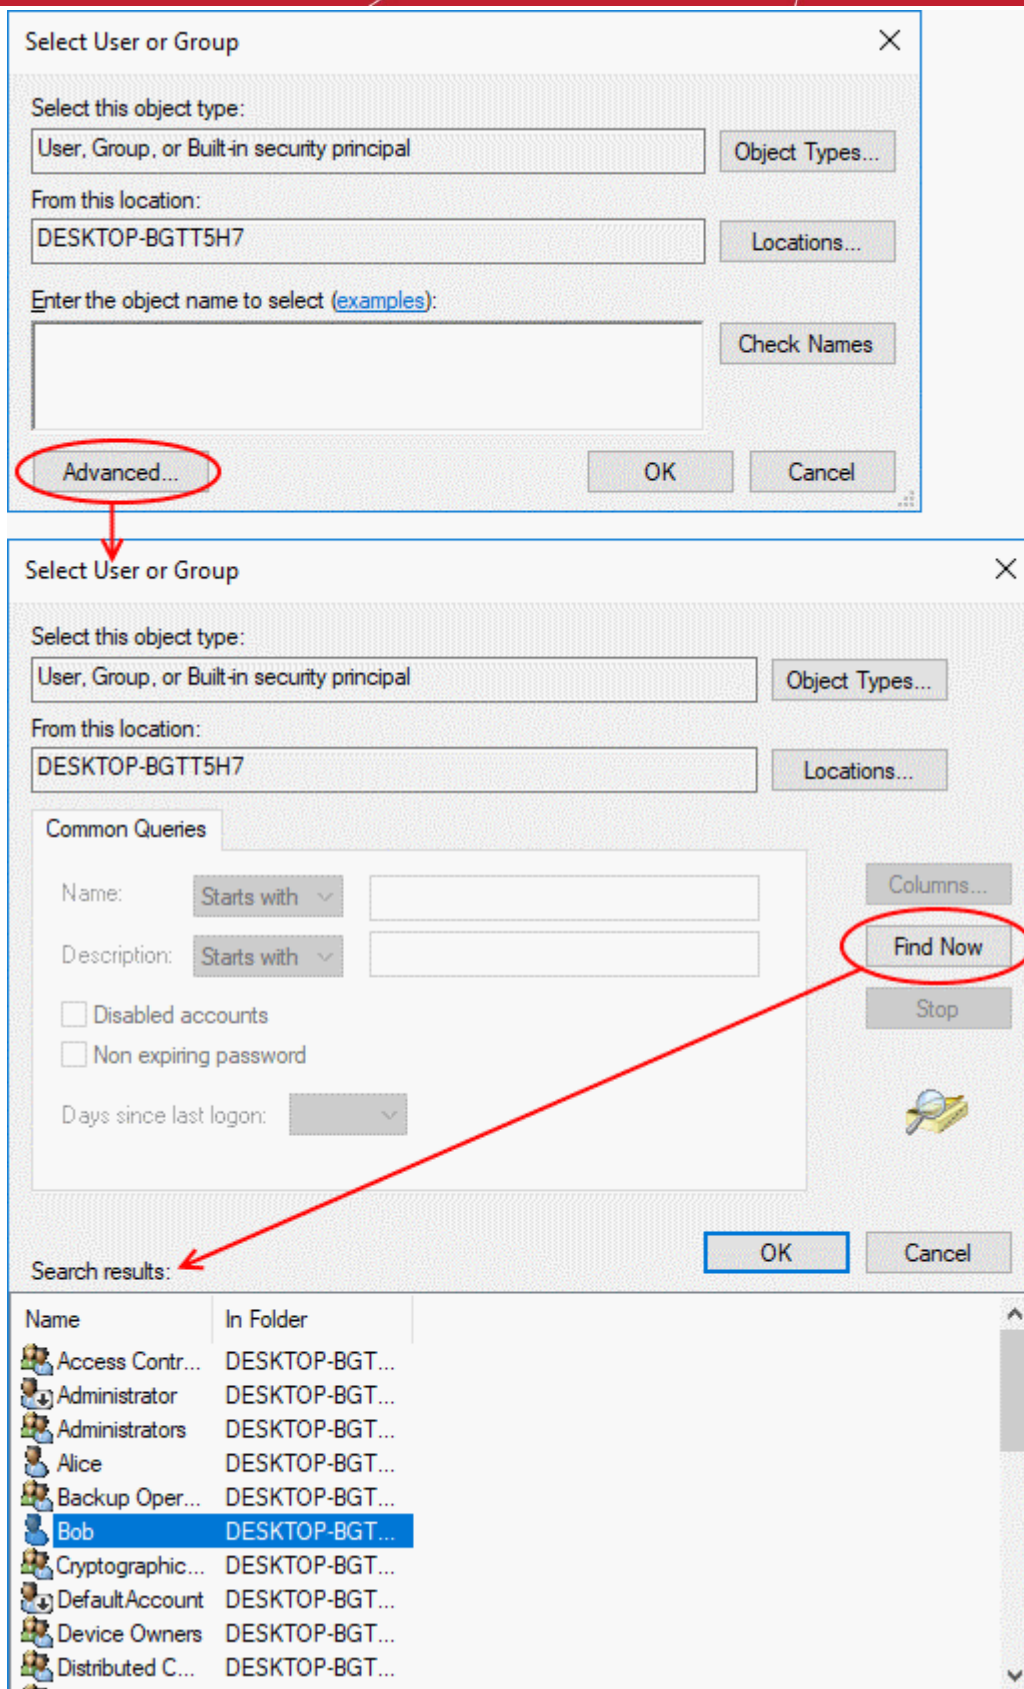 Select User or Group
Select this object type:
User, Group, or Built-in security principal
Object Types...
From this location:
DESKTOP-BGTT5H7
Locations...
Enter the object name to select (examples):
Check Names
Advanced...
OK
Cancel
Select User or Group
Select this object type:
User, Group, or Built-in security principal
Object Types...
From this location:
DESKTOP-BGTT5H7
Locations...
Common Queries
Name:
Starts with
Columns...
Find Now
Description:
Starts with
Stop
Disabled accounts
Non expiring password
Days since last logon:
OK
Cancel
Search results:
Name In Folder
Access Contr... DESKTOP-BGT...
Administrator DESKTOP-BGT...
Administrators DESKTOP-BGT...
Alice DESKTOP-BGT...
Backup Oper... DESKTOP-BGT...
Bob DESKTOP-BGT...
Cryptographic... DESKTOP-BGT...
DefaultAccount DESKTOP-BGT...
Device Owners DESKTOP-BGT...
Distributed C... DESKTOP-BGT...